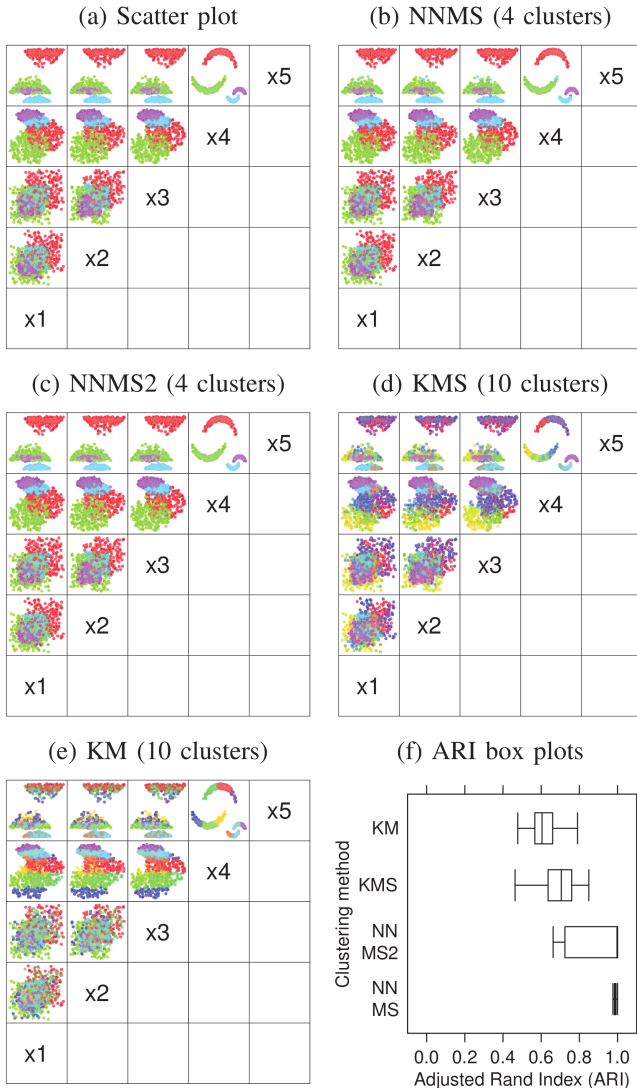 (a) Scatter plot
x5
x4
x3
x2
x1
(b) NNMS (4 clusters)
x5
x4
x3
x2
x1
(c) NNMS2 (4 clusters)
x5
x4
x3
x2
x1
(d) KMS (10 clusters)
x5
x4
x3
x2
x1
(e) KM (10 clusters)
x5
x4
x3
x2
x1
(f) ARI box plots
Clustering method
KM
KMS
NN
MS2
NN
MS
0.0 0.2 0.4 0.6 0.8 1.0
Adjusted Rand Index (ARI)